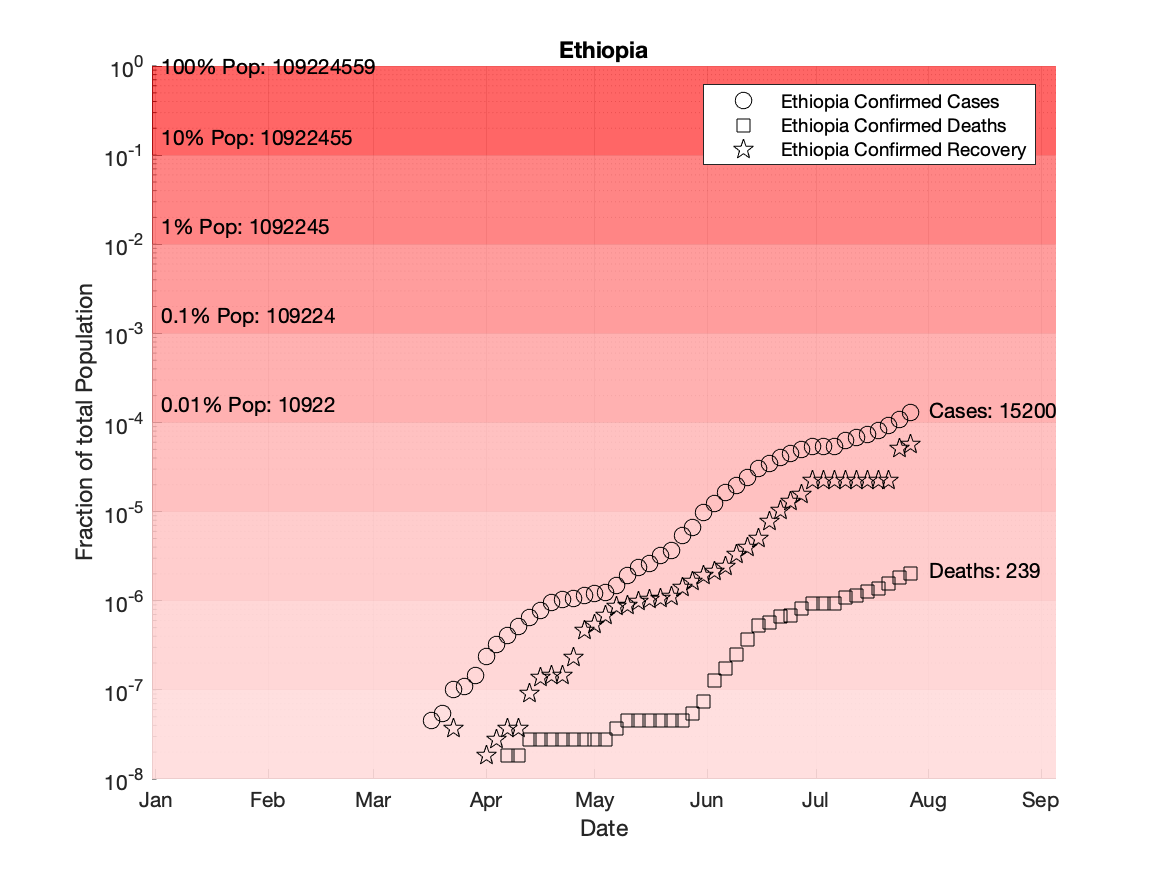 Ethiopia
10^0
10^-1
10^-2
10^-3
10^-4
10^-5
10^-6
10^-7
10^-8
Fraction of total Population
100% Pop: 109224559
10% Pop: 10922455
1% Pop: 1092245
0.1% Pop: 109224
0.01% Pop: 10922
Ethiopia Confirmed Cases
Ethiopia Confirmed Deaths
Ethiopia Confirmed Recovery
Cases: 15200
Deaths: 239
Jan Feb Mar Apr May Jun Jul Aug Sep
Date